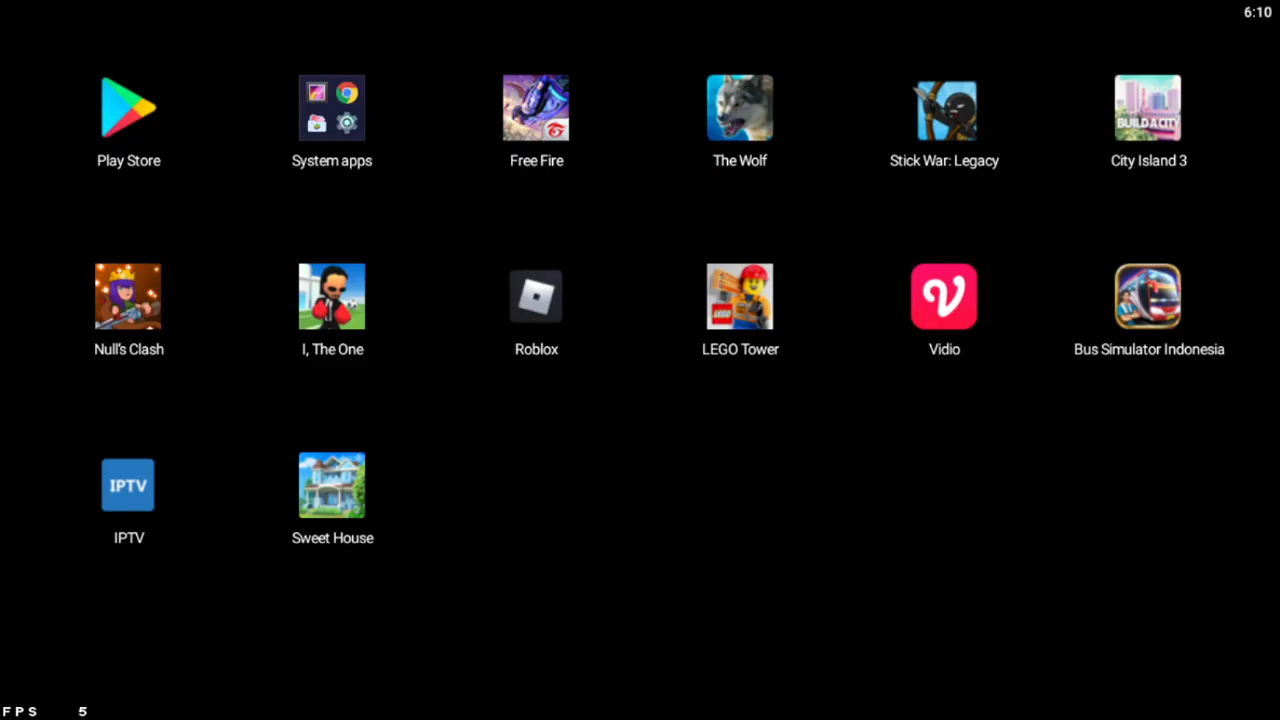 6:10
Play Store
System apps
Free Fire
The Wolf
Stick War: Legacy
BUILD A CITY
City Island 3
Null's Clash
I, The One
Roblox
LEGO
LEGO Tower
Vidio
Bus Simulator Indonesia
IPTV
IPTV
Sweet House
FPS 5